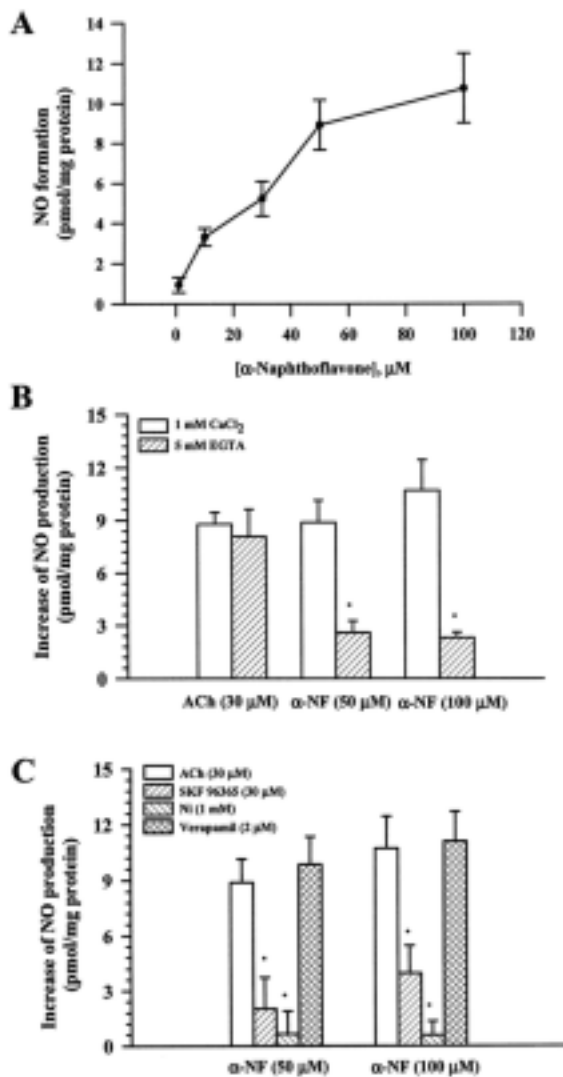 A
14
12
10
8
6
4
2
0
NO formation
(pmol/mg protein)
0 20 40 60 80 100 120
[α-Naphthoflavone], μM
B
15
12
9
6
3
0
Increase of NO production
(pmol/mg protein)
1 mM CaCl2
5 mM EGTA
*
*
ACh (30 μM) α-NF (50 μM) α-NF (100 μM)
C
15
12
9
6
3
0
Increase of NO production
(pmol/mg protein)
ACh (30 μM)
SKF 96365 (30 μM)
Ni (1 mM)
Verapamil (2 μM)
* *
* *
α-NF (50 μM) α-NF (100 μM)